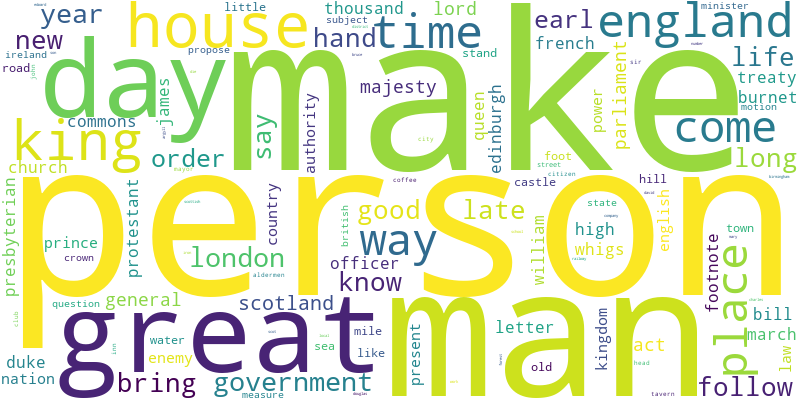 year
little
thousand
lord
earl
england
minister
subject
house
hand
time
new
propose
stand
french
life
ireland
road
day
make
majesty
parliament
treaty
sir
commons
james
say
authority
queen
edinburgh
power
burnet
motion
king
come
order
city
long
church
foot
street
citizen
mayor
coffee
castle
hill
presbyterian
person
protestant
country
good
late
high
state
english
prince
british
william
town
crown
way
whigs
london
officer
know
footnote
place
aldermen
question
general
scotland
kingdom
bill
club
great
man
letter
march
water
mile
sea
present
act
law
inn
enemy
like
old
head
duke
nation
bring
government
measure
tavern
follow